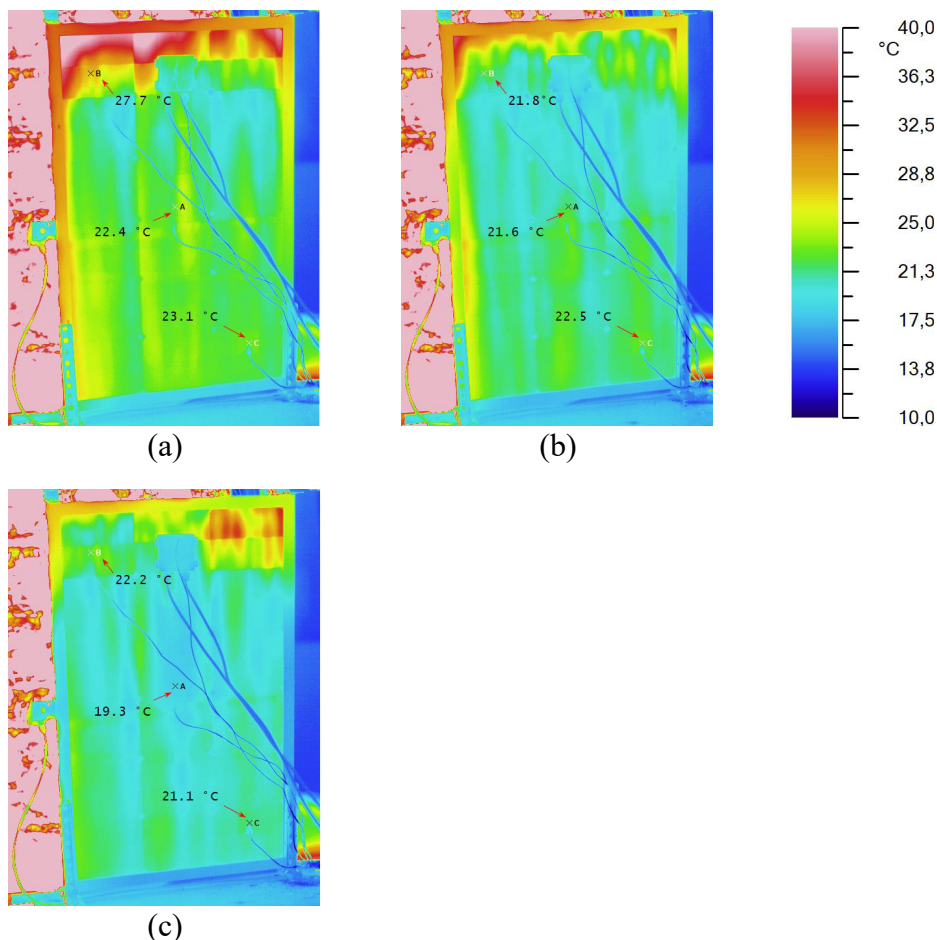 B
27.7 °C
A
22.4 °C
23.1 °C
C
(a)
B
21.8°C
A
21.6 °C
22.5 °C
C
(b)
°C
40,0
36,3
32,5
28,8
25,0
21,3
17,5
13,8
10,0
B
22.2 °C
A
19.3 °C
21.1 °C
C
(c)